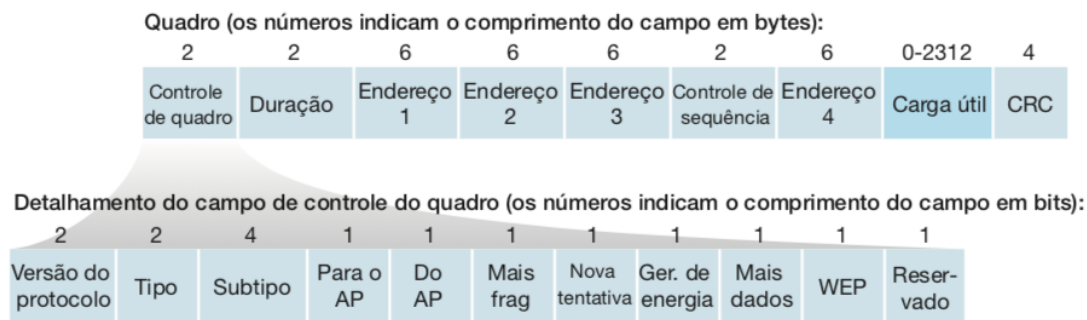 Quadro (os números indicam o comprimento do campo em bytes):
2 2 6 6 6 2 6 0-2312 4
Controle de quadro
Duração
Endereço 1
Endereço 2
Endereço 3
Controle de sequência
Endereço 4
Carga útil
CRC
Detalhamento do campo de controle do quadro (os números indicam o comprimento do campo em bits):
2 2 4 1 1 1 1 1 1 1 1
Versão do protocolo
Tipo
Subtipo
Para o AP
Do AP
Mais frag
Nova tentativa
Ger. de energia
Mais dados
WEP
Reser-
vado